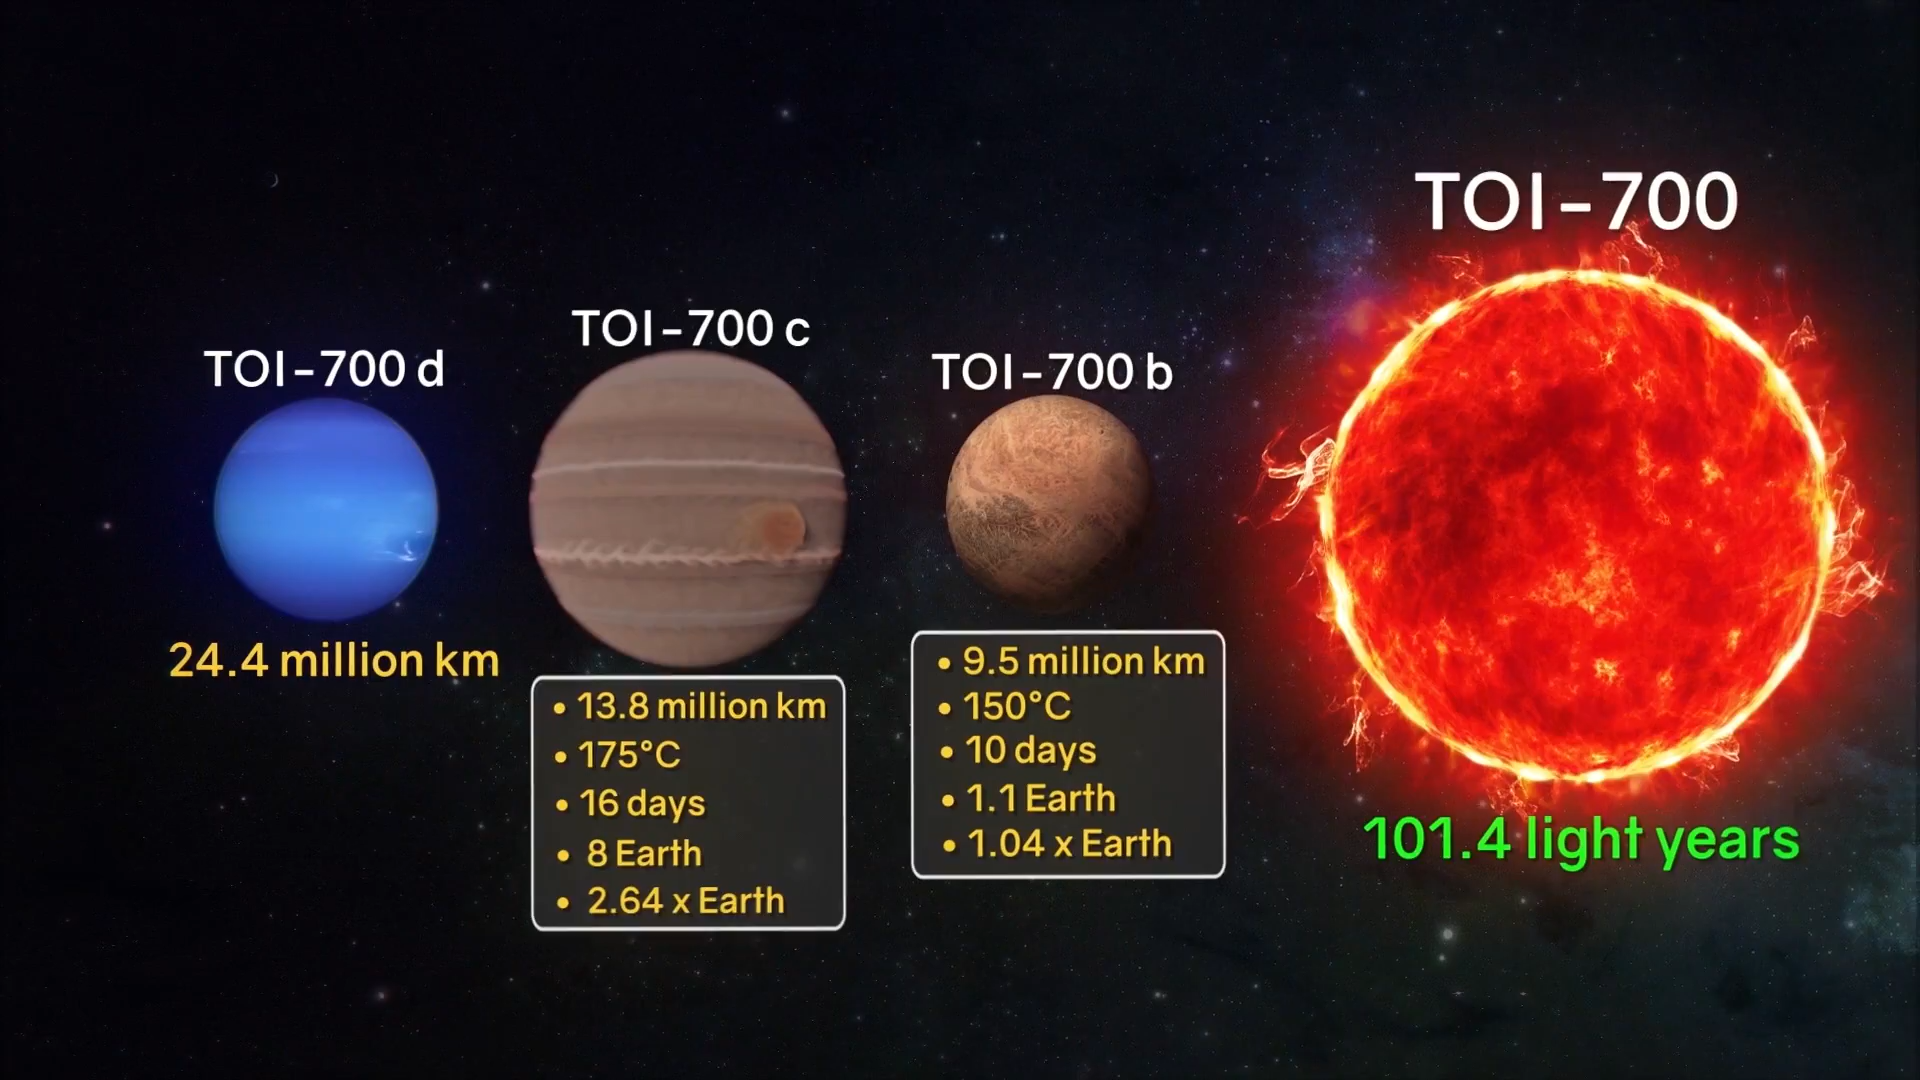 TOI-700
TOI-700 d
24.4 million km
TOI-700 c
• 13.8 million km
• 175°C
• 16 days
• 8 Earth
• 2.64 x Earth
TOI-700 b
• 9.5 million km
• 150°C
• 10 days
• 1.1 Earth
• 1.04 x Earth
101.4 light years